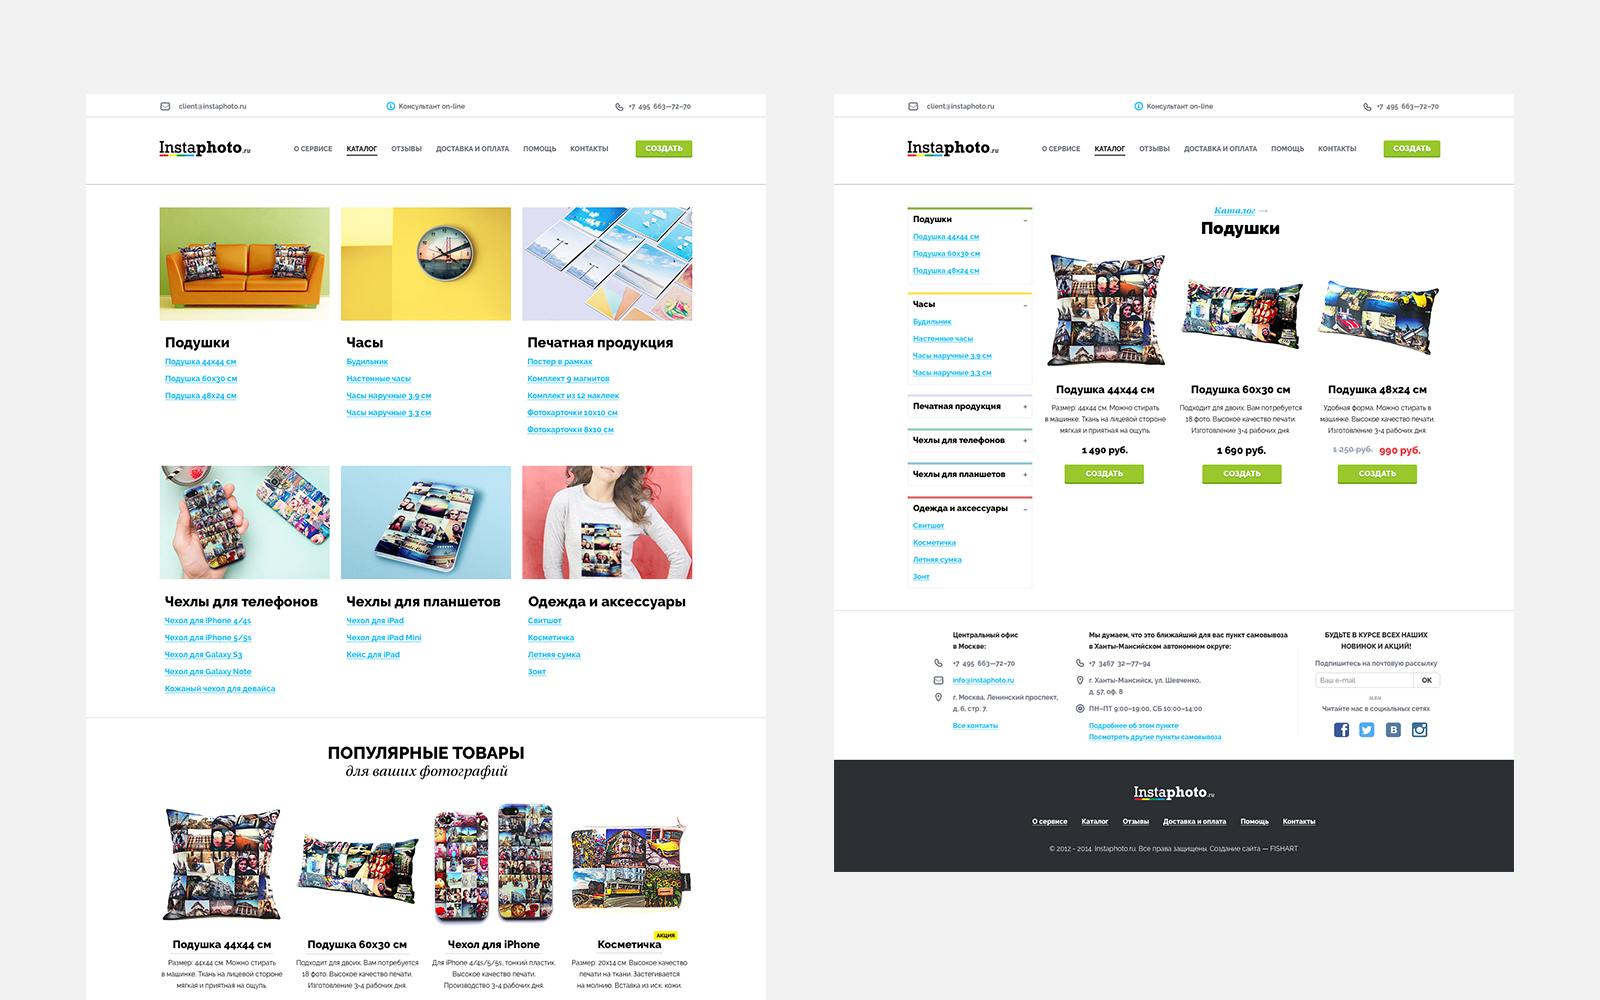 client@instaphoto.ru
Консультант on-line
+7 495 663—72—70
Instaphoto.ru
О СЕРВИСЕ КАТАЛОГ ОТЗЫВЫ ДОСТАВКА И ОПЛАТА ПОМОЩЬ КОНТАКТЫ
СОЗДАТЬ
Подушки
Подушка 44х44 см
Подушка 60х30 см
Подушка 48х24 см
Часы
Будильник
Настенные часы
Часы наручные 3,9 см
Часы наручные 3,3 см
Печатная продукция
Постер в рамках
Комплект 9 магнитов
Комплект из 12 наклеек
Фотокарточки 10х10 см
Фотокарточки 8х10 см
Чехлы для телефонов
Чехол для iPhone 4/4s
Чехол для iPhone 5/5s
Чехол для Galaxy S3
Чехол для Galaxy Note
Кожаный чехол для девайса
Чехлы для планшетов
Чехол для iPad
Чехол для iPad Mini
Кейс для iPad
Одежда и аксессуары
Свитшот
Косметичка
Летняя сумка
Зонт
ПОПУЛЯРНЫЕ ТОВАРЫ
для ваших фотографий
Подушка 44х44 см
Размер: 44х44 см. Можно стирать
в машинке. Ткань на лицевой стороне
мягкая и приятная на ощупь.
Подушка 60х30 см
Подходит для двоих. Вам потребуется
18 фото. Высокое качество печати.
Изготовление 3-4 рабочих дня.
Чехол для iPhone
Для iPhone 4/4s/5/5s, тонкий пластик.
Высокое качество печати.
Производство 3-4 рабочих дня.
АКЦИЯ
Косметичка
Размер: 20х14 см. Высокое качество
печати на ткани. Застегивается
на молнию. Вставка из иск. кожи.
client@instaphoto.ru
Консультант on-line
+7 495 663—72—70
Instaphoto.ru
О СЕРВИСЕ КАТАЛОГ ОТЗЫВЫ ДОСТАВКА И ОПЛАТА ПОМОЩЬ КОНТАКТЫ
СОЗДАТЬ
Подушки –
Подушка 44х44 см
Подушка 60х30 см
Подушка 48х24 см
Часы –
Будильник
Настенные часы
Часы наручные 3,9 см
Часы наручные 3,3 см
Печатная продукция +
Чехлы для телефонов +
Чехлы для планшетов +
Одежда и аксессуары –
Свитшот
Косметичка
Летняя сумка
Зонт
Каталог →
Подушки
Подушка 44х44 см
Размер: 44х44 см. Можно стирать
в машинке. Ткань на лицевой стороне
мягкая и приятная на ощупь.
1 490 руб.
СОЗДАТЬ
Подушка 60х30 см
Подходит для двоих. Вам потребуется
18 фото. Высокое качество печати.
Изготовление 3-4 рабочих дня.
1 690 руб.
СОЗДАТЬ
Подушка 48х24 см
Удобная форма. Можно стирать в
машинке. Высокое качество печати.
Изготовление 3-4 рабочих дня.
1 250 руб. 990 руб.
СОЗДАТЬ
Центральный офис
в Москве:
+7 495 663—72—70
info@instaphoto.ru
г. Москва, Ленинский проспект,
д. 6, стр. 7.
Все контакты
Мы думаем, что это ближайший для вас пункт самовывоза
в Ханты-Мансийском автономном округе:
+7 3467 32—77—94
г. Ханты-Мансийск, ул. Шевченко,
д. 57, оф. 8
ПН–ПТ 9:00–19:00, СБ 10:00–14:00
Подробнее об этом пункте
Посмотреть другие пункты самовывоза
БУДЬТЕ В КУРСЕ ВСЕХ НАШИХ
НОВИНОК И АКЦИЙ!
Подпишитесь на почтовую рассылку
Ваш e-mail
ОК
или
Читайте нас в социальных сетях
Instaphoto.ru
О сервисе Каталог Отзывы Доставка и оплата Помощь Контакты
© 2012 - 2014. Instaphoto.ru. Все права защищены. Создание сайта — FISHART